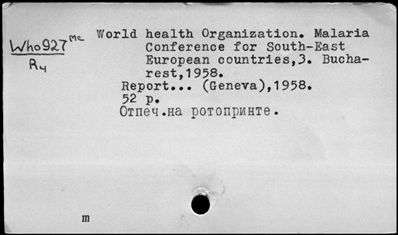 Who927 Me
R4
World health Organization. Malaria
Conference for South-East
European countries,3. Bucha-
rest,1958.
Report... (Geneva),1958.
52 p.
Отпеч.на ротопринте.
m